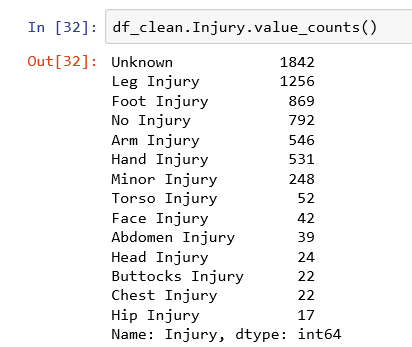 In [32]: df_clean.Injury.value_counts()
Out[32]: Unknown 1842
Leg Injury 1256
Foot Injury 869
No Injury 792
Arm Injury 546
Hand Injury 531
Minor Injury 248
Torso Injury 52
Face Injury 42
Abdomen Injury 39
Head Injury 24
Buttocks Injury 22
Chest Injury 22
Hip Injury 17
Name: Injury, dtype: int64